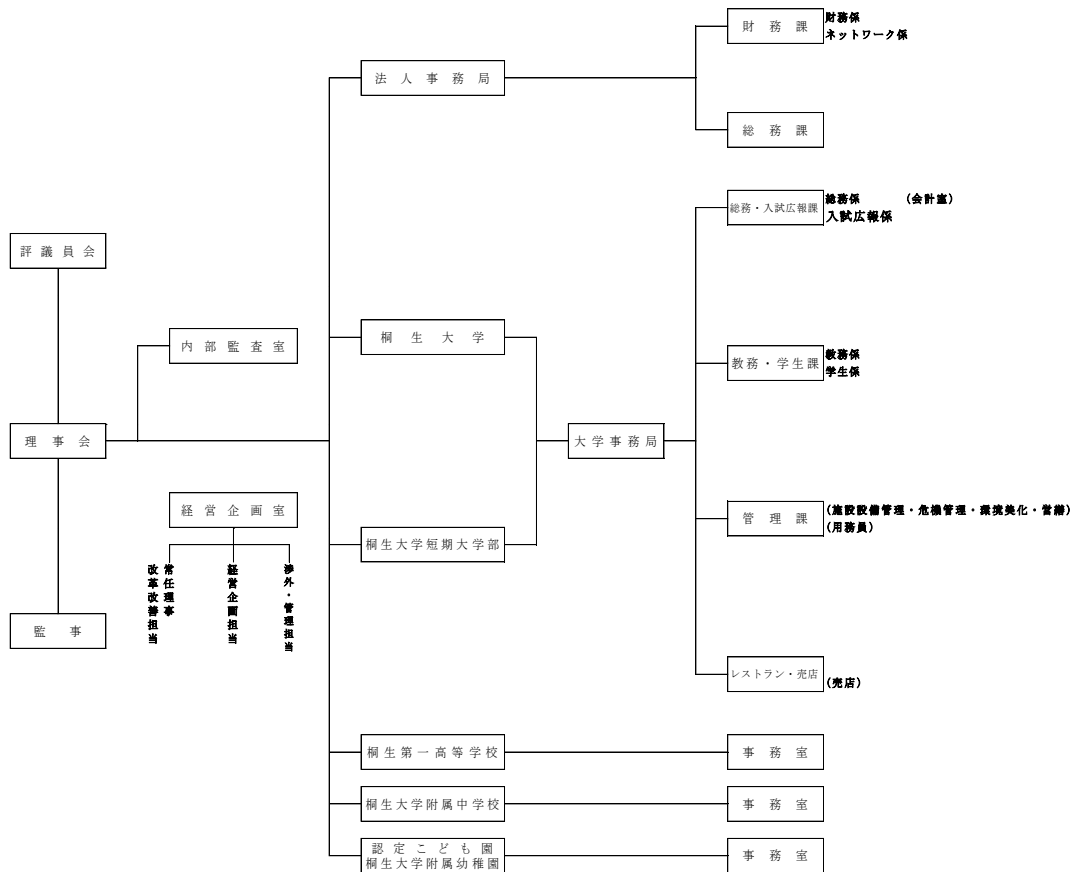 財務課
財務係
ネットワーク係
法人事務局
総務課
総務・入試広報課
総務係 (会計室)
入試広報係
評議員会
内部監査室
桐生大学
教務・学生課
教務係
学生係
理事会
大学事務局
経営企画室
管理課
(施設設備管理・危機管理・環境美化・営繕)
(用務員)
桐生大学短期大学部
常任理事
改革改善担当
経営企画担当
渉外・管理担当
監事
レストラン・売店
(売店)
桐生第一高等学校
事務室
桐生大学附属中学校
事務室
認定こども園
桐生大学附属幼稚園
事務室